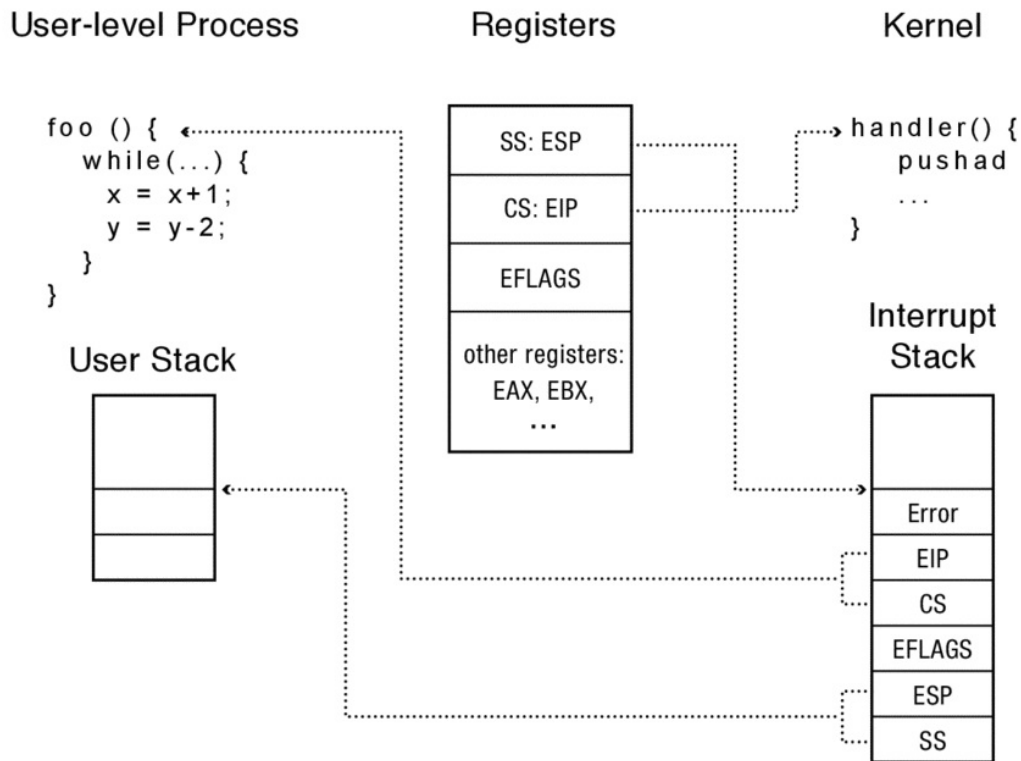 User-level Process
foo () {
while(...) {
x = x+1;
y = y-2;
}
}
User Stack
Registers
SS: ESP
CS: EIP
EFLAGS
other registers:
EAX, EBX,
...
Kernel
handler() {
pushad
...
}
Interrupt
Stack
Error
EIP
CS
EFLAGS
ESP
SS